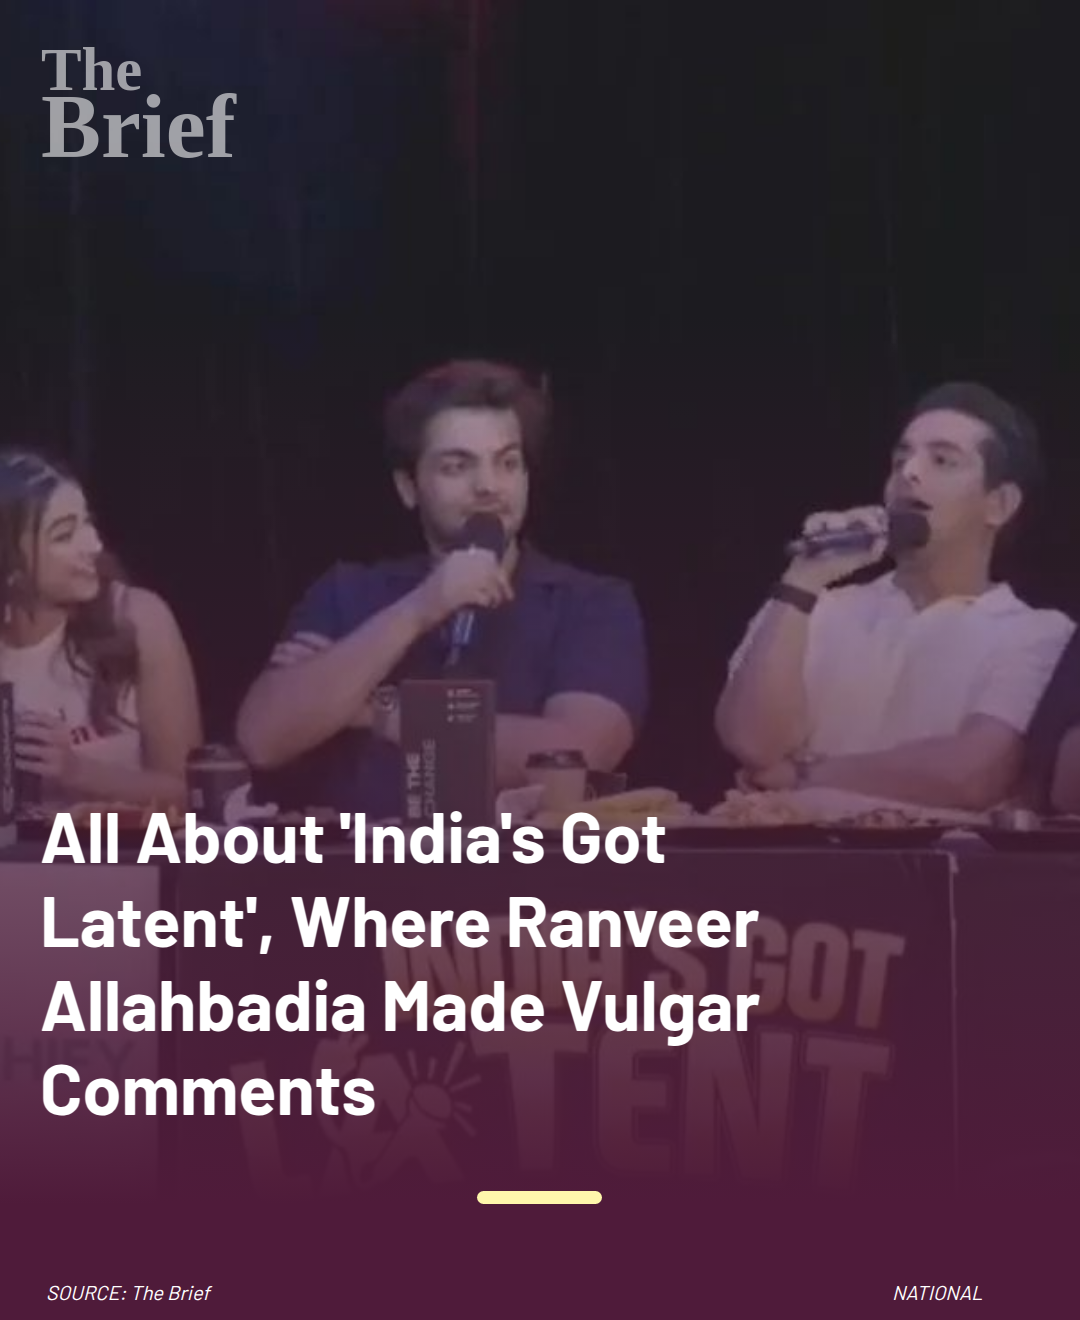 The
Brief
BE THE
CHANGE
All About 'India's Got
Latent', Where Ranveer
Allahbadia Made Vulgar
Comments
INDIA'S GOT
LATENT
SOURCE: The Brief
NATIONAL